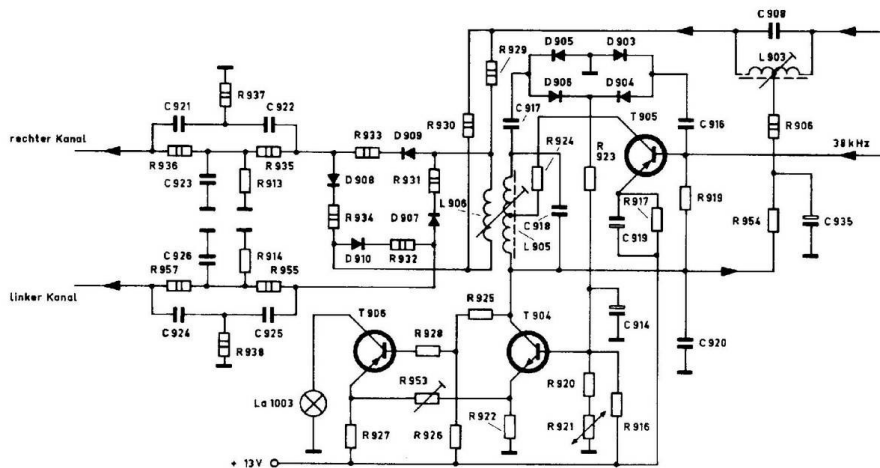 C 908
R 929
D 905
D 903
L 903
R 937
D 906
D 904
C 921
C 922
C 917
T 905
R 930
C 916
D 909
R 933
R 924
R 906
rechter Kanal
R 923
38 kHz
R 936
R 935
R 931
D 908
L 906
R 917
R 919
C 923
R 913
D 907
R 934
C 918
C 919
R 954
C 935
C 926
R 914
L 905
D 910
R 932
R 957
R 955
linker Kanal
R 925
C 914
T 906
T 904
C 924
C 925
R 928
C 920
R 938
R 953
R 920
La 1003
R 922
R 921
R 916
R 927
R 926
+ 13 V